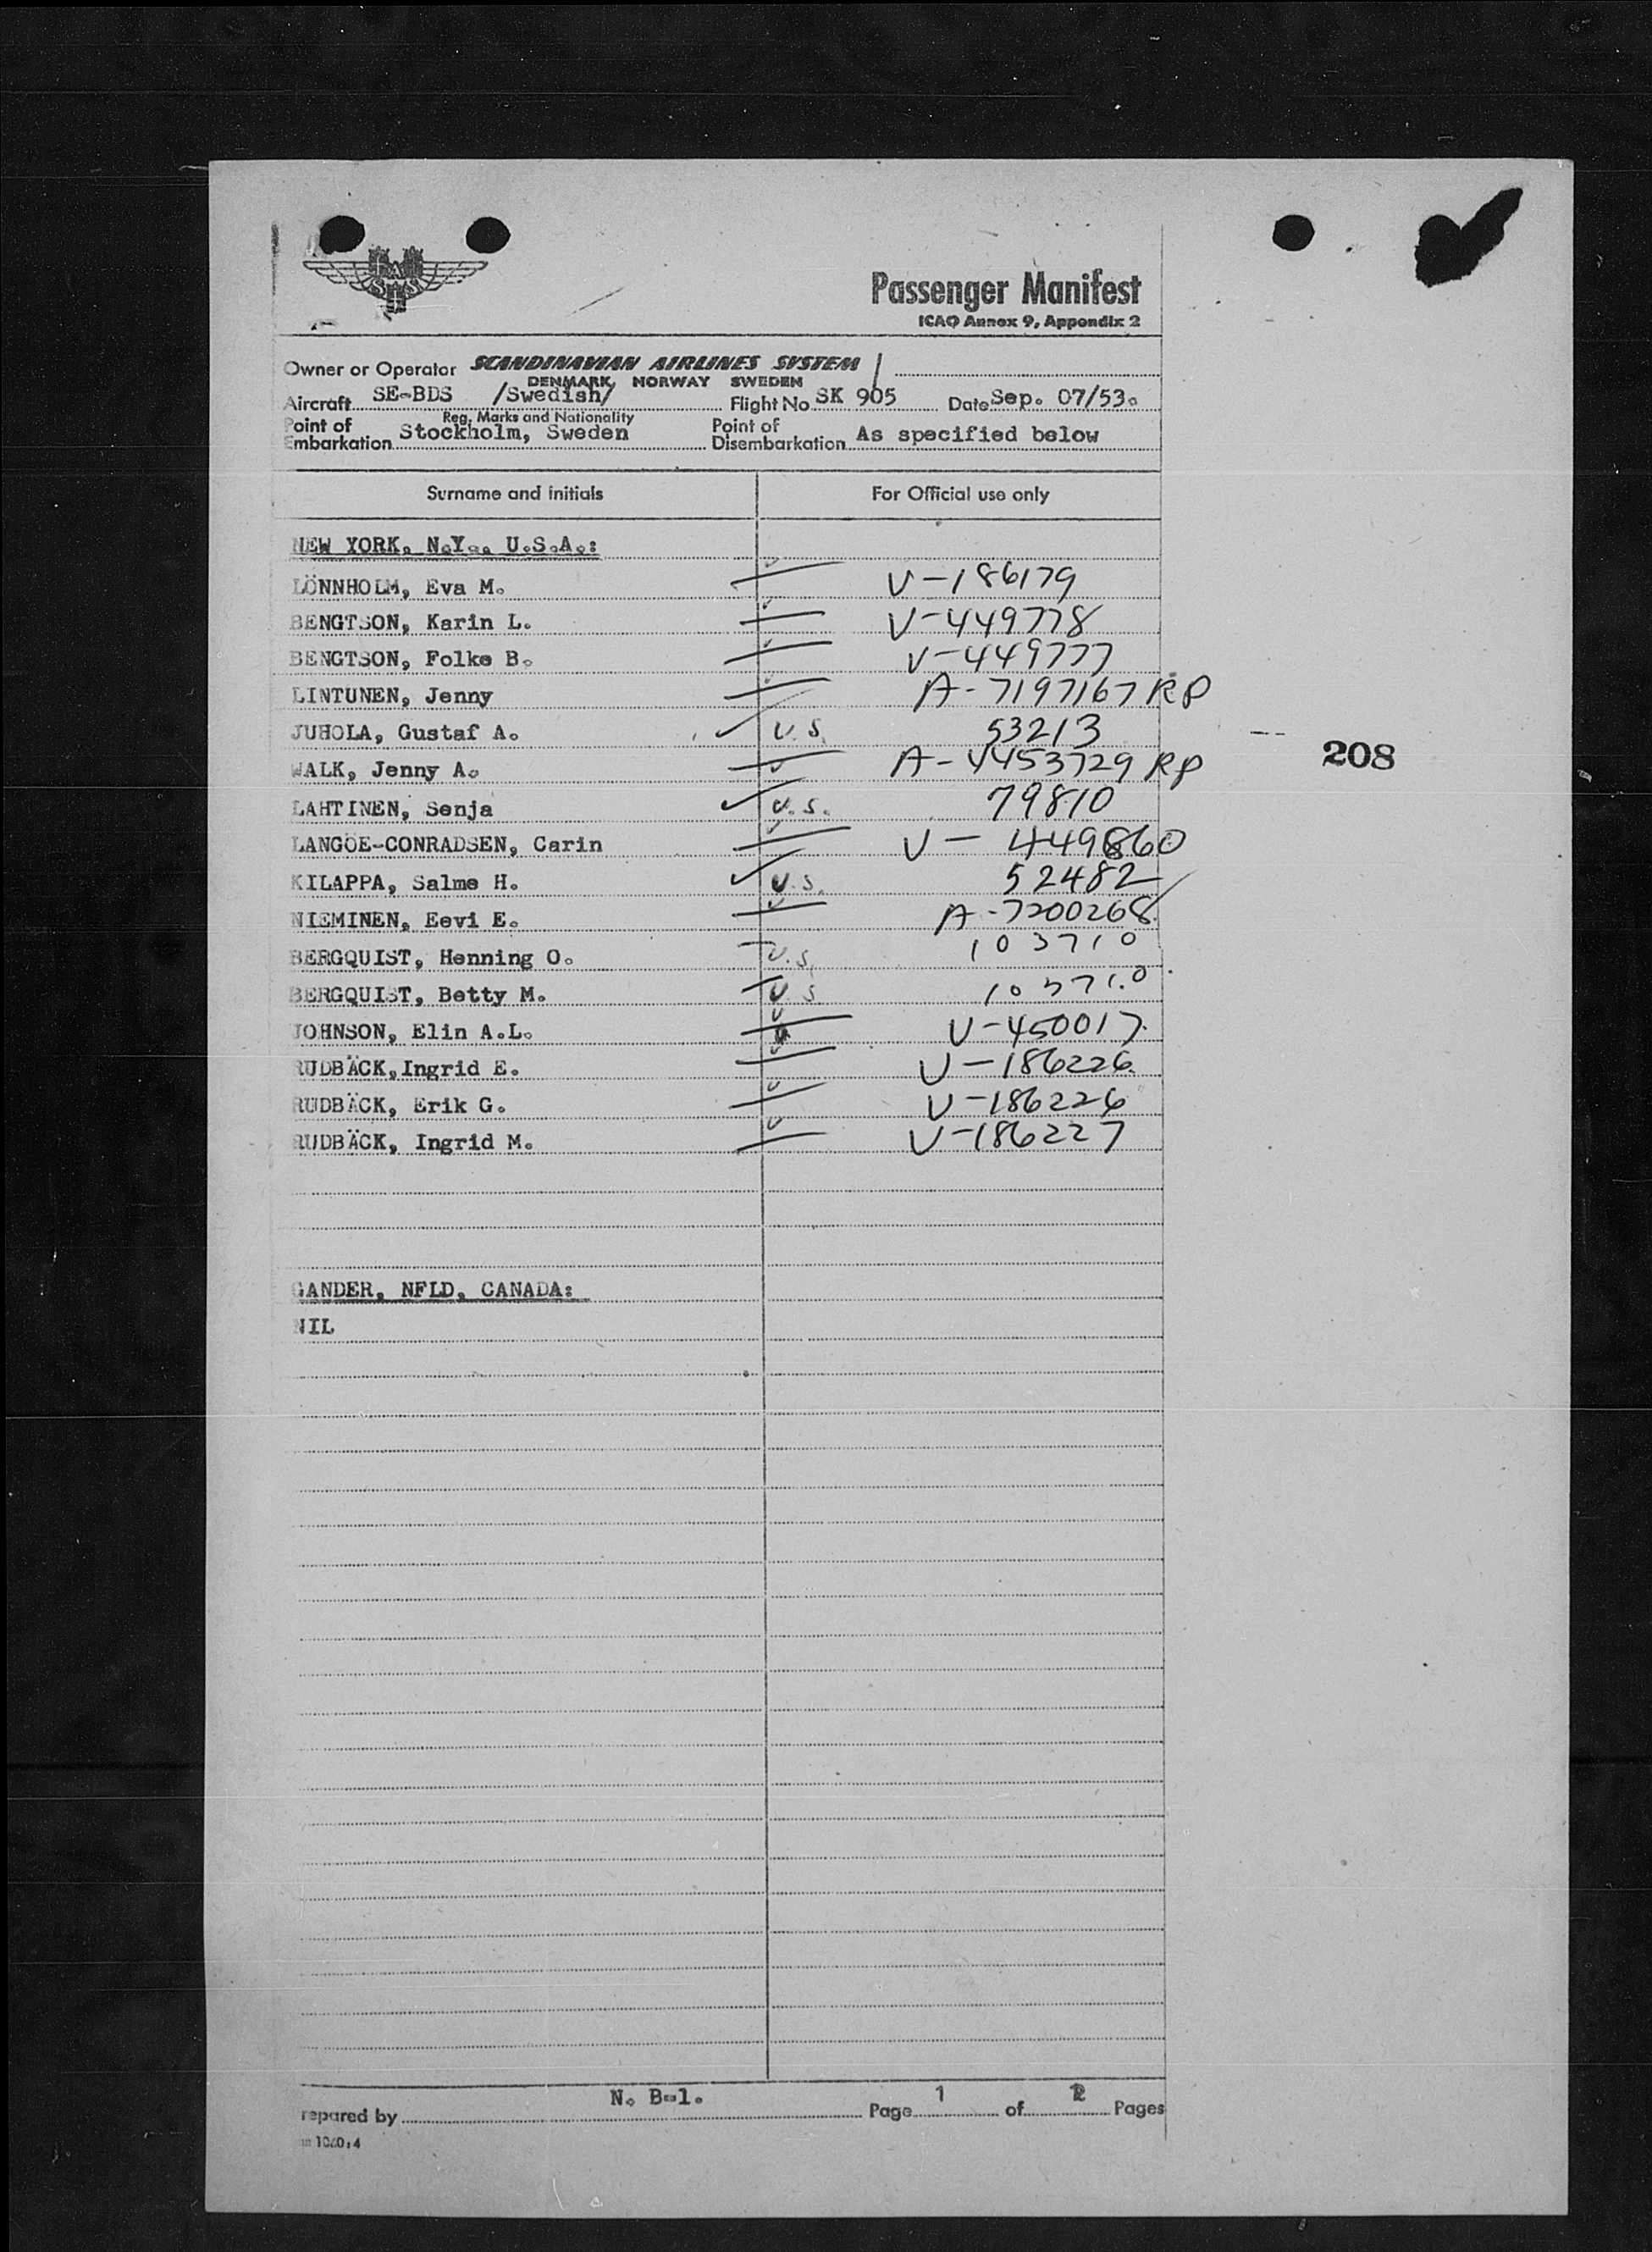 SAS
Passenger Manifest
ICAO Annex 9, Appendix 2
Owner or Operator SCANDINAVIAN AIRLINES SYSTEM
DENMARK, NORWAY SWEDEN
Aircraft SE-BDS /Swedish/ Flight No SK 905 Date Sep. 07/53.
Reg. Marks and Nationality
Point of Embarkation Stockholm, Sweden Point of Disembarkation As specified below
Surname and initials For Official use only
NEW YORK, N.Y., U.S.A.:
LÖNNHOLM, Eva M. V-186179
BENGTSON, Karin L. V-449778
BENGTSON, Folke B. V-449777
LINTUNEN, Jenny A-7197167 RP
JUHOLA, Gustaf A. U.S. 53213
208
WALK, Jenny A. A-4453729 RP
LAHTINEN, Senja U.S. 79810
LANGÖE-CONRADSEN, Carin V-449860
KILAPPA, Salme H. U.S. 52482
NIEMINEN, Eevi E. A-7200268
BERGQUIST, Henning O. U.S. 103710
BERGQUIST, Betty M. U.S 103710
JOHNSON, Elin A.L. V-450017
RUDBÄCK,Ingrid E. V-186226
RUDBÄCK, Erik G. V-186226
RUDBÄCK, Ingrid M. V-186227
GANDER, NFLD, CANADA:
NIL
repared by N. B-l. Page 1 of 2 Pages